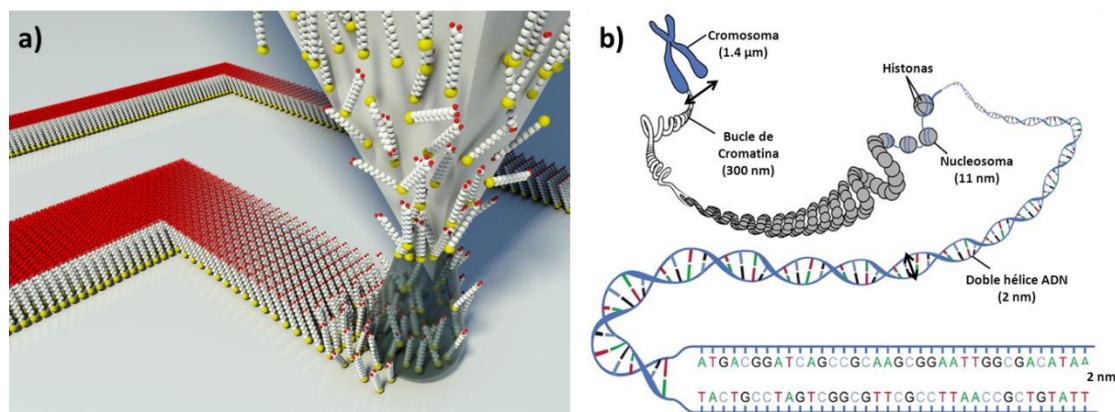 a)
b)
Cromosoma
(1.4 µm)
Histonas
Bucle de
Cromatina
(300 nm)
Nucleosoma
(11 nm)
Doble hélice ADN
(2 nm)
ATGACGGATCAGCCGCAAGCGGAATTGGCGACATAA
2 nm
TACTGCCTAGTCGGCGTTCGCCTTAACCGCTGTATT